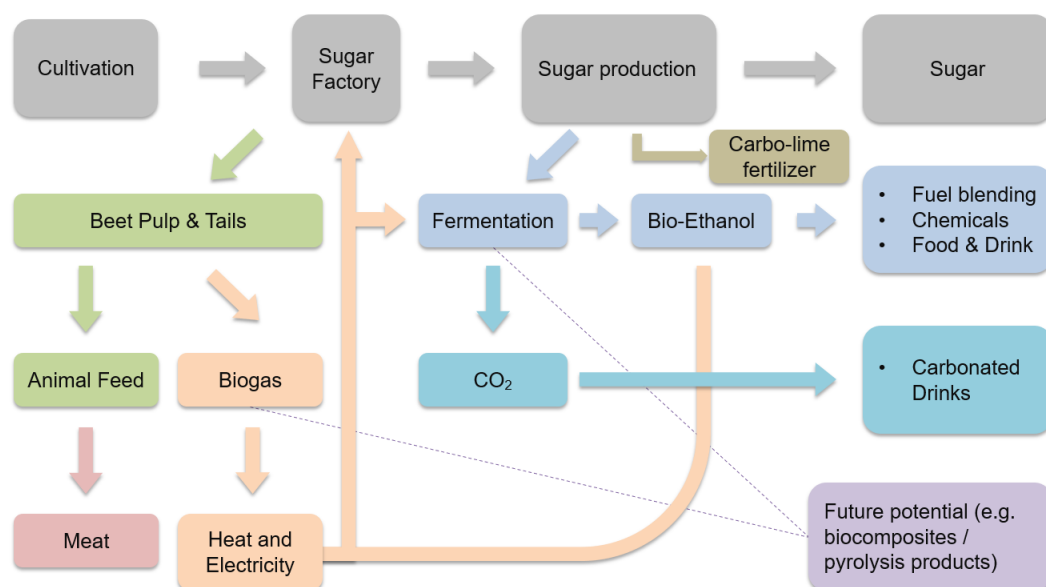 Cultivation
Sugar
Factory
Sugar production
Sugar
Carbo-lime
fertilizer
Beet Pulp & Tails
Fermentation
Bio-Ethanol
• Fuel blending
• Chemicals
• Food & Drink
Animal Feed
Biogas
CO₂
• Carbonated
Drinks
Meat
Heat and
Electricity
Future potential (e.g.
biocomposites /
pyrolysis products)